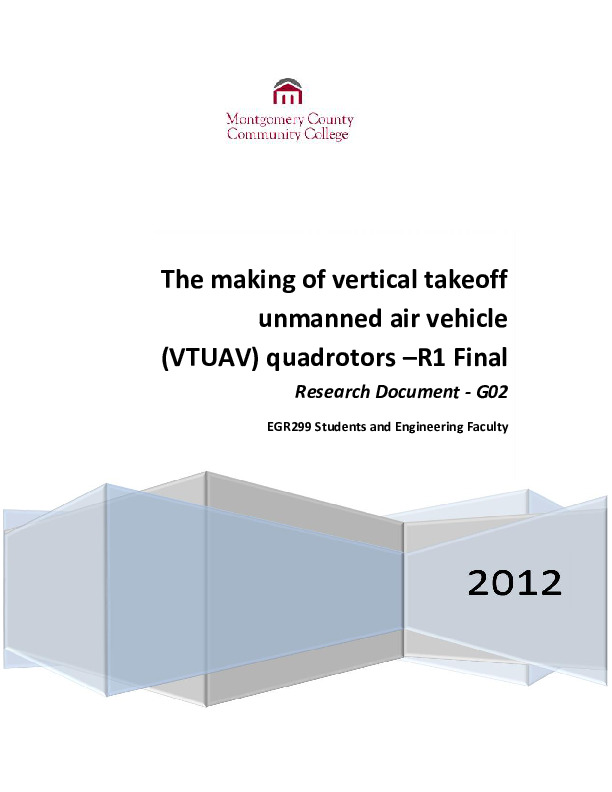 Montgomery County
Community College
The making of vertical takeoff
unmanned air vehicle
(VTUAV) quadrotors –R1 Final
Research Document - G02
EGR299 Students and Engineering Faculty
2012